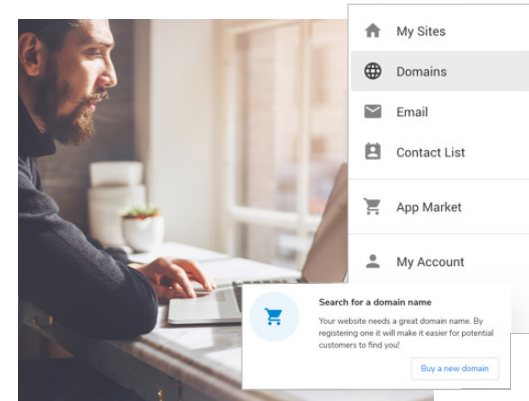 My Sites
Domains
Email
Contact List
App Market
My Account
Search for a domain name
Your website needs a great domain name. By
registering one it will make it easier for potential
customers to find you!
Buy a new domain